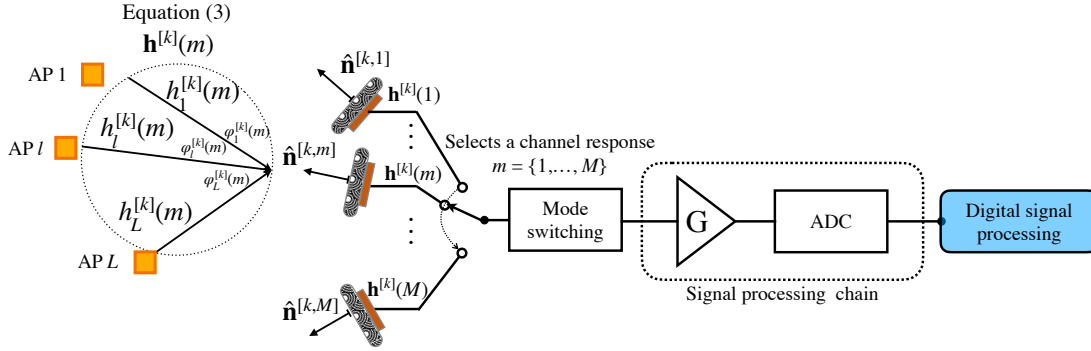 Equation (3)
𝐡^[k](m)
AP 1
h_1^[k](m)
φ_1^[k](m)
AP l
h_l^[k](m)
φ_l^[k](m)
φ_L^[k](m)
h_L^[k](m)
AP L
n̂^[k,1]
𝐡^[k](1)
n̂^[k,m]
𝐡^[k](m)
n̂^[k,M]
𝐡^[k](M)
Selects a channel response
m = {1,…, M}
Mode
switching
G
ADC
Signal processing chain
Digital signal
processing